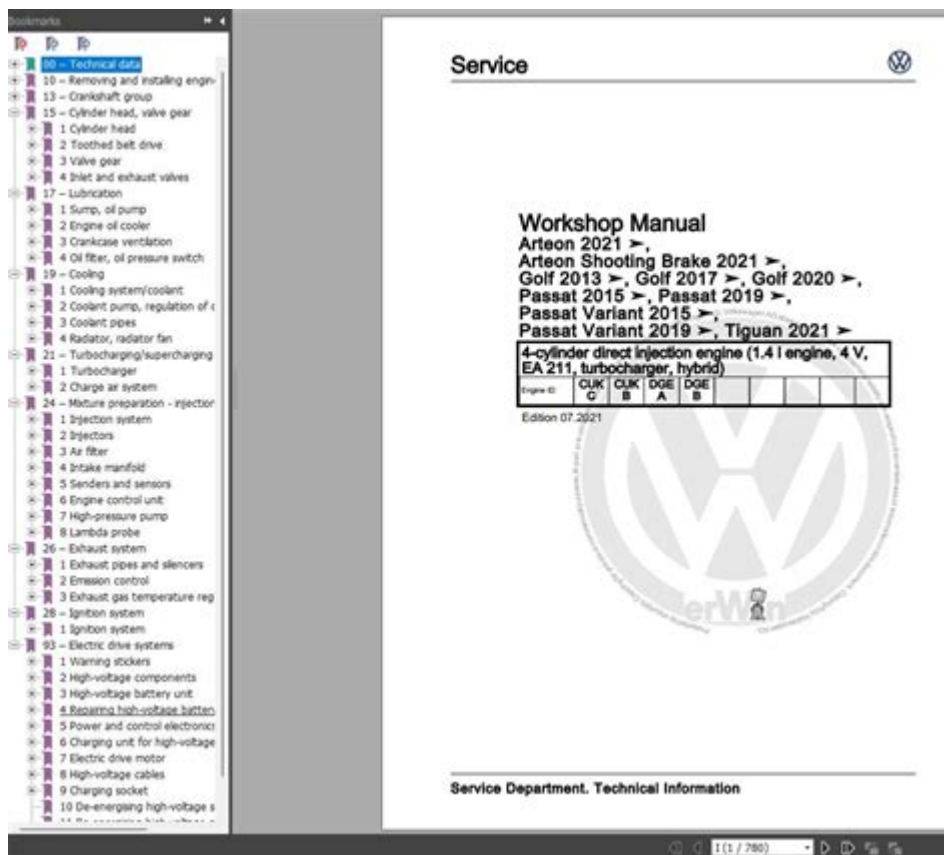 Bookmarks
00 - Technical data
10 - Removing and installing engin
13 - Crankshaft group
15 - Cylinder head, valve gear
1 Cylinder head
2 Toothed belt drive
3 Valve gear
4 Inlet and exhaust valves
17 - Lubrication
1 Sump, oil pump
2 Engine oil cooler
3 Crankcase ventilation
4 Oil filter, oil pressure switch
19 - Cooling
1 Cooling system/coolant
2 Coolant pump, regulation of c
3 Coolant pipes
4 Radiator, radiator fan
21 - Turbocharging/supercharging
1 Turbocharger
2 Charge air system
24 - Mixture preparation - injection
1 Injection system
2 Injectors
3 Air filter
4 Intake manifold
5 Senders and sensors
6 Engine control unit
7 High-pressure pump
8 Lambda probe
26 - Exhaust system
1 Exhaust pipes and silencers
2 Emission control
3 Exhaust gas temperature reg
28 - Ignition system
1 Ignition system
93 - Electric drive systems
1 Warning stickers
2 High-voltage components
3 High-voltage battery unit
4 Repairing high-voltage batter
5 Power and control electronics
6 Charging unit for high-voltage
7 Electric drive motor
8 High-voltage cables
9 Charging socket
10 De-energising high-voltage s
Service
Workshop Manual
Arteon 2021 ➤,
Arteon Shooting Brake 2021 ➤,
Golf 2013 ➤, Golf 2017 ➤, Golf 2020 ➤,
Passat 2015 ➤, Passat 2019 ➤,
Passat Variant 2015 ➤,
Passat Variant 2019 ➤, Tiguan 2021 ➤
4-cylinder direct injection engine (1.4 l engine, 4 V,
EA 211, turbocharger, hybrid)
Engine ID CUK C CUK B DGE A DGE B
Edition 07.2021
erWin
Service Department. Technical Information
I (1 / 780)